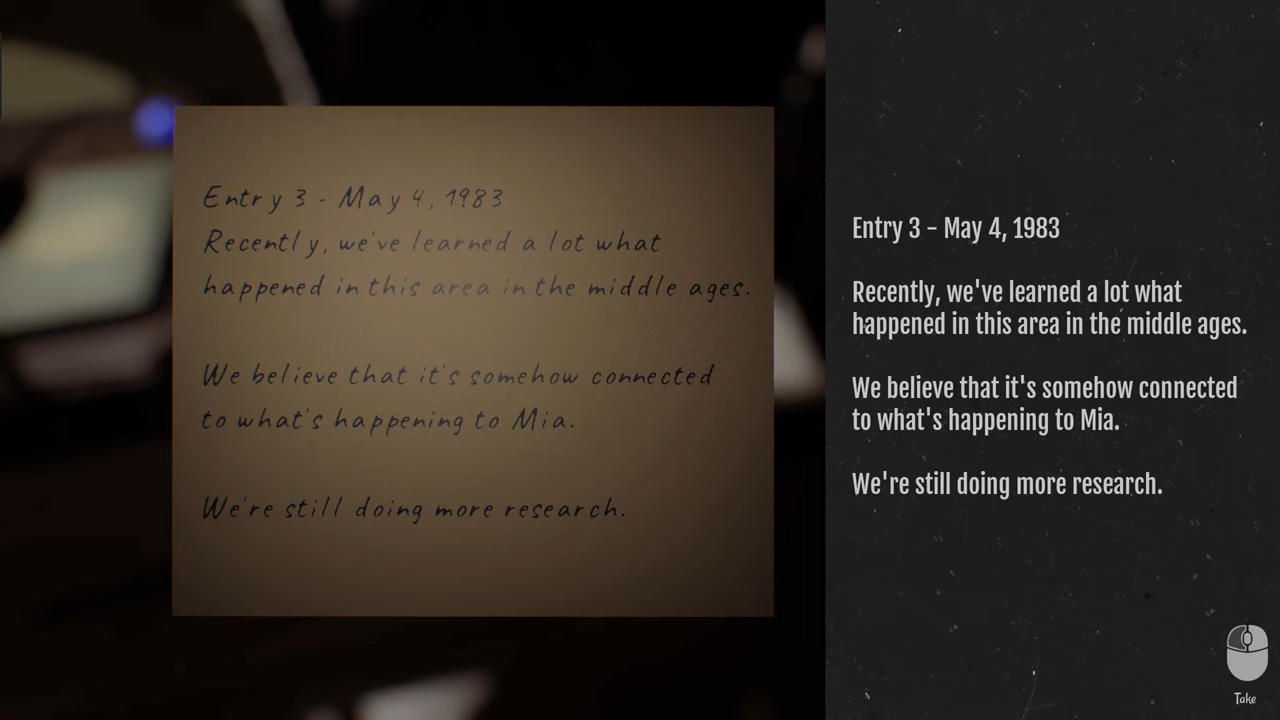 Entry 3 - May 4, 1983
Recently, we've learned a lot what
happened in this area in the middle ages.
We believe that it's somehow connected
to what's happening to Mia.
We're still doing more research.
Entry 3 - May 4, 1983
Recently, we've learned a lot what
happened in this area in the middle ages.
We believe that it's somehow connected
to what's happening to Mia.
We're still doing more research.
Take